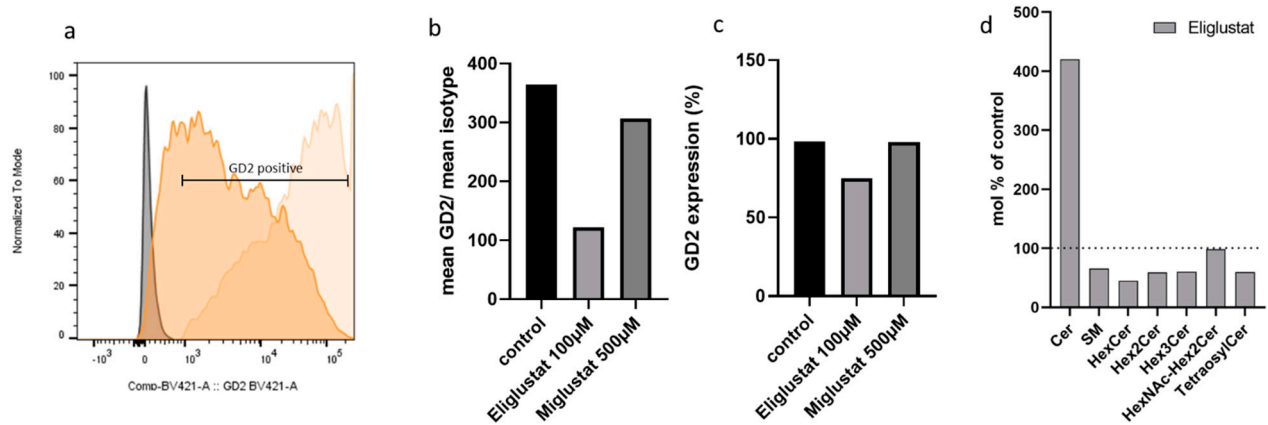 a
Normalized To Mode
100
80
60
40
20
0
GD2 positive
-10³
0
10³
10⁴
10⁵
Comp-BV421-A :: GD2 BV421-A
b
mean GD2/ mean isotype
400
300
200
100
0
control
Eliglustat 100µM
Miglustat 500µM
c
GD2 expression (%)
150
100
50
0
control
Eliglustat 100µM
Miglustat 500µM
d
mol % of control
500
400
300
200
100
0
Eliglustat
Cer
SM
HexCer
Hex2Cer
Hex3Cer
HexNAc-Hex2Cer
TetraosylCer